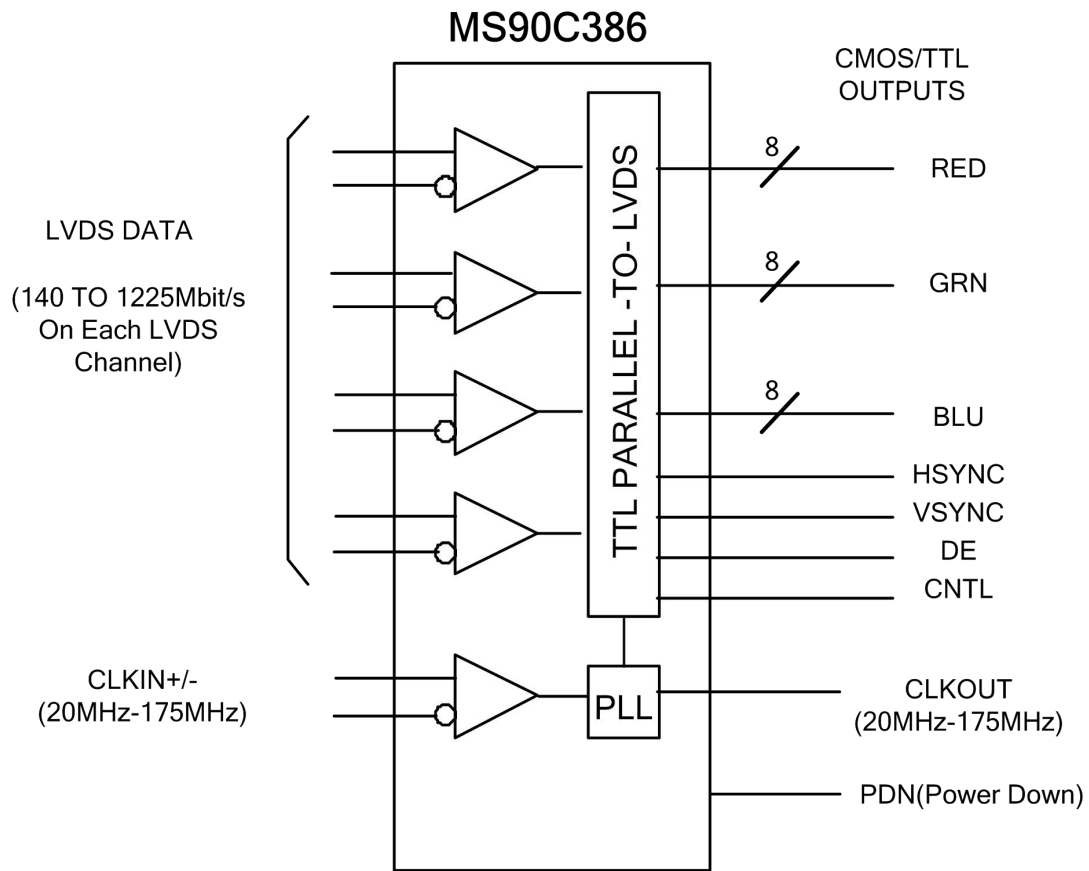 MS90C386
CMOS/TTL
OUTPUTS
LVDS DATA
(140 TO 1225Mbit/s
On Each LVDS
Channel)
TTL PARALLEL -TO- LVDS
8
RED
8
GRN
8
BLU
HSYNC
VSYNC
DE
CNTL
CLKIN+/-
(20MHz-175MHz)
PLL
CLKOUT
(20MHz-175MHz)
PDN(Power Down)